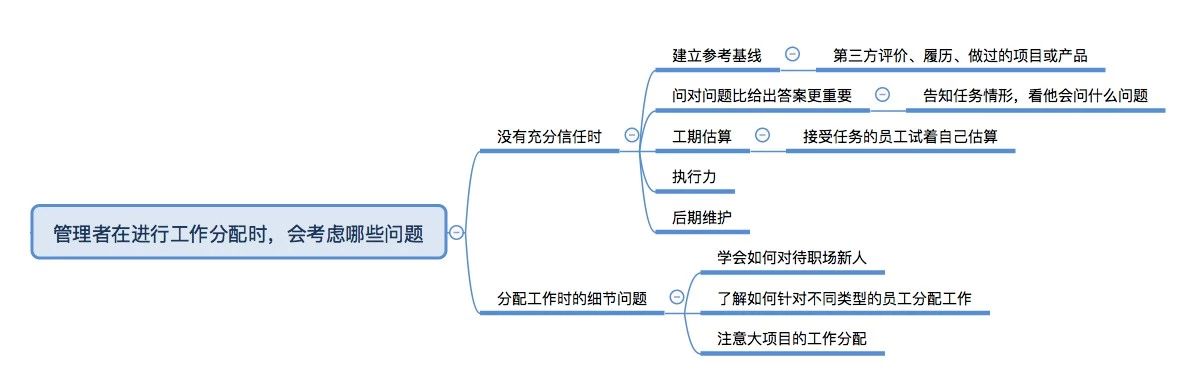 管理者在进行工作分配时，会考虑哪些问题
没有充分信任时
建立参考基线
第三方评价、履历、做过的项目或产品
问对问题比给出答案更重要
告知任务情形，看他会问什么问题
工期估算
接受任务的员工试着自己估算
执行力
后期维护
分配工作时的细节问题
学会如何对待职场新人
了解如何针对不同类型的员工分配工作
注意大项目的工作分配